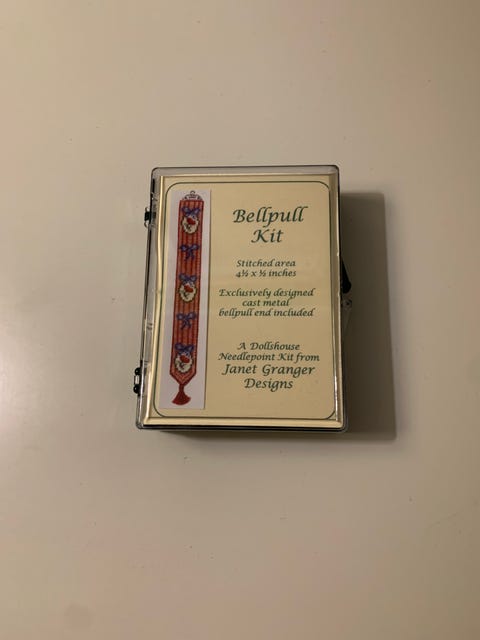 Bellpull
Kit
Stitched area
4½ x ½ inches
Exclusively designed
cast metal
bellpull end included
A Dollshouse
Needlepoint Kit from
Janet Granger
Designs